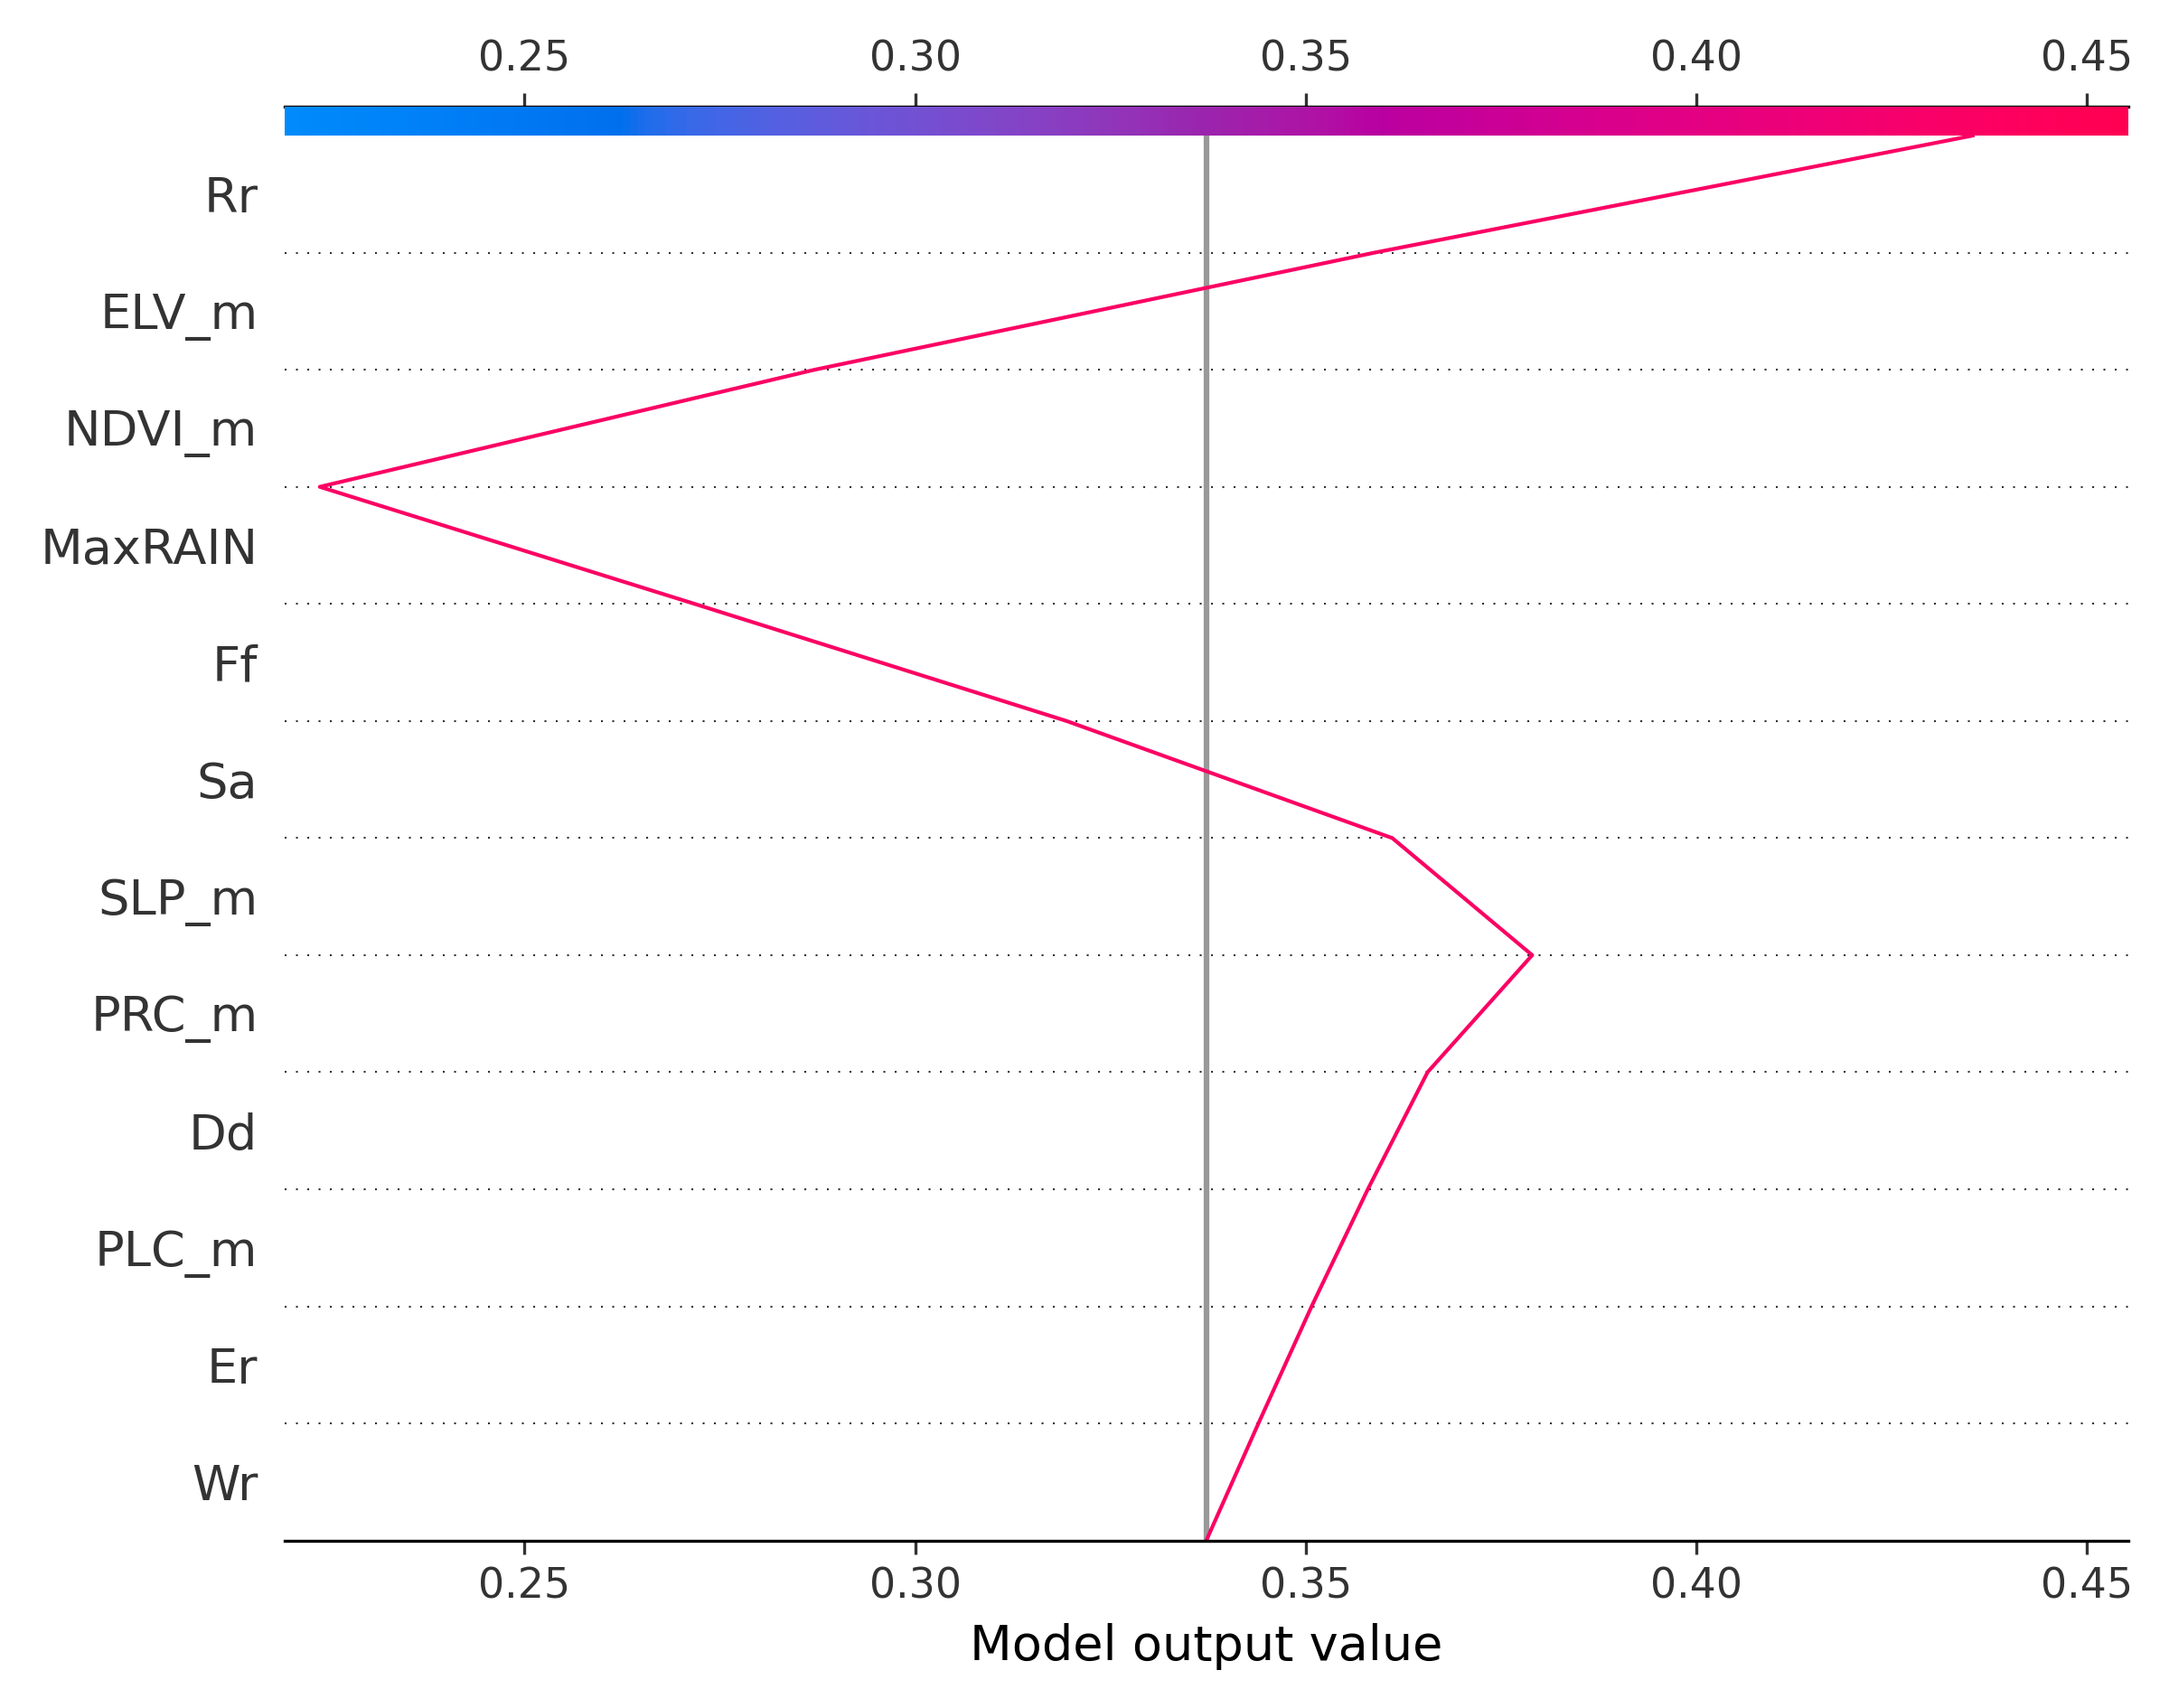 0.25 0.30 0.35 0.40 0.45
Rr
ELV_m
NDVI_m
MaxRAIN
Ff
Sa
SLP_m
PRC_m
Dd
PLC_m
Er
Wr
0.25 0.30 0.35 0.40 0.45
Model output value